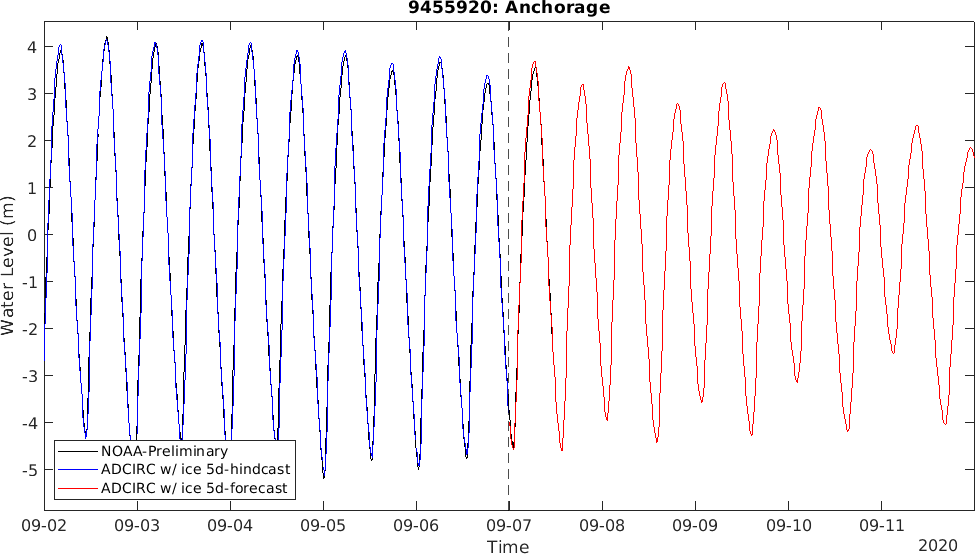 9455920: Anchorage
4
3
2
1
0
-1
-2
-3
-4
-5
Water Level (m)
NOAA-Preliminary
ADCIRC w/ ice 5d-hindcast
ADCIRC w/ ice 5d-forecast
09-02 09-03 09-04 09-05 09-06 09-07 09-08 09-09 09-10 09-11
Time
2020